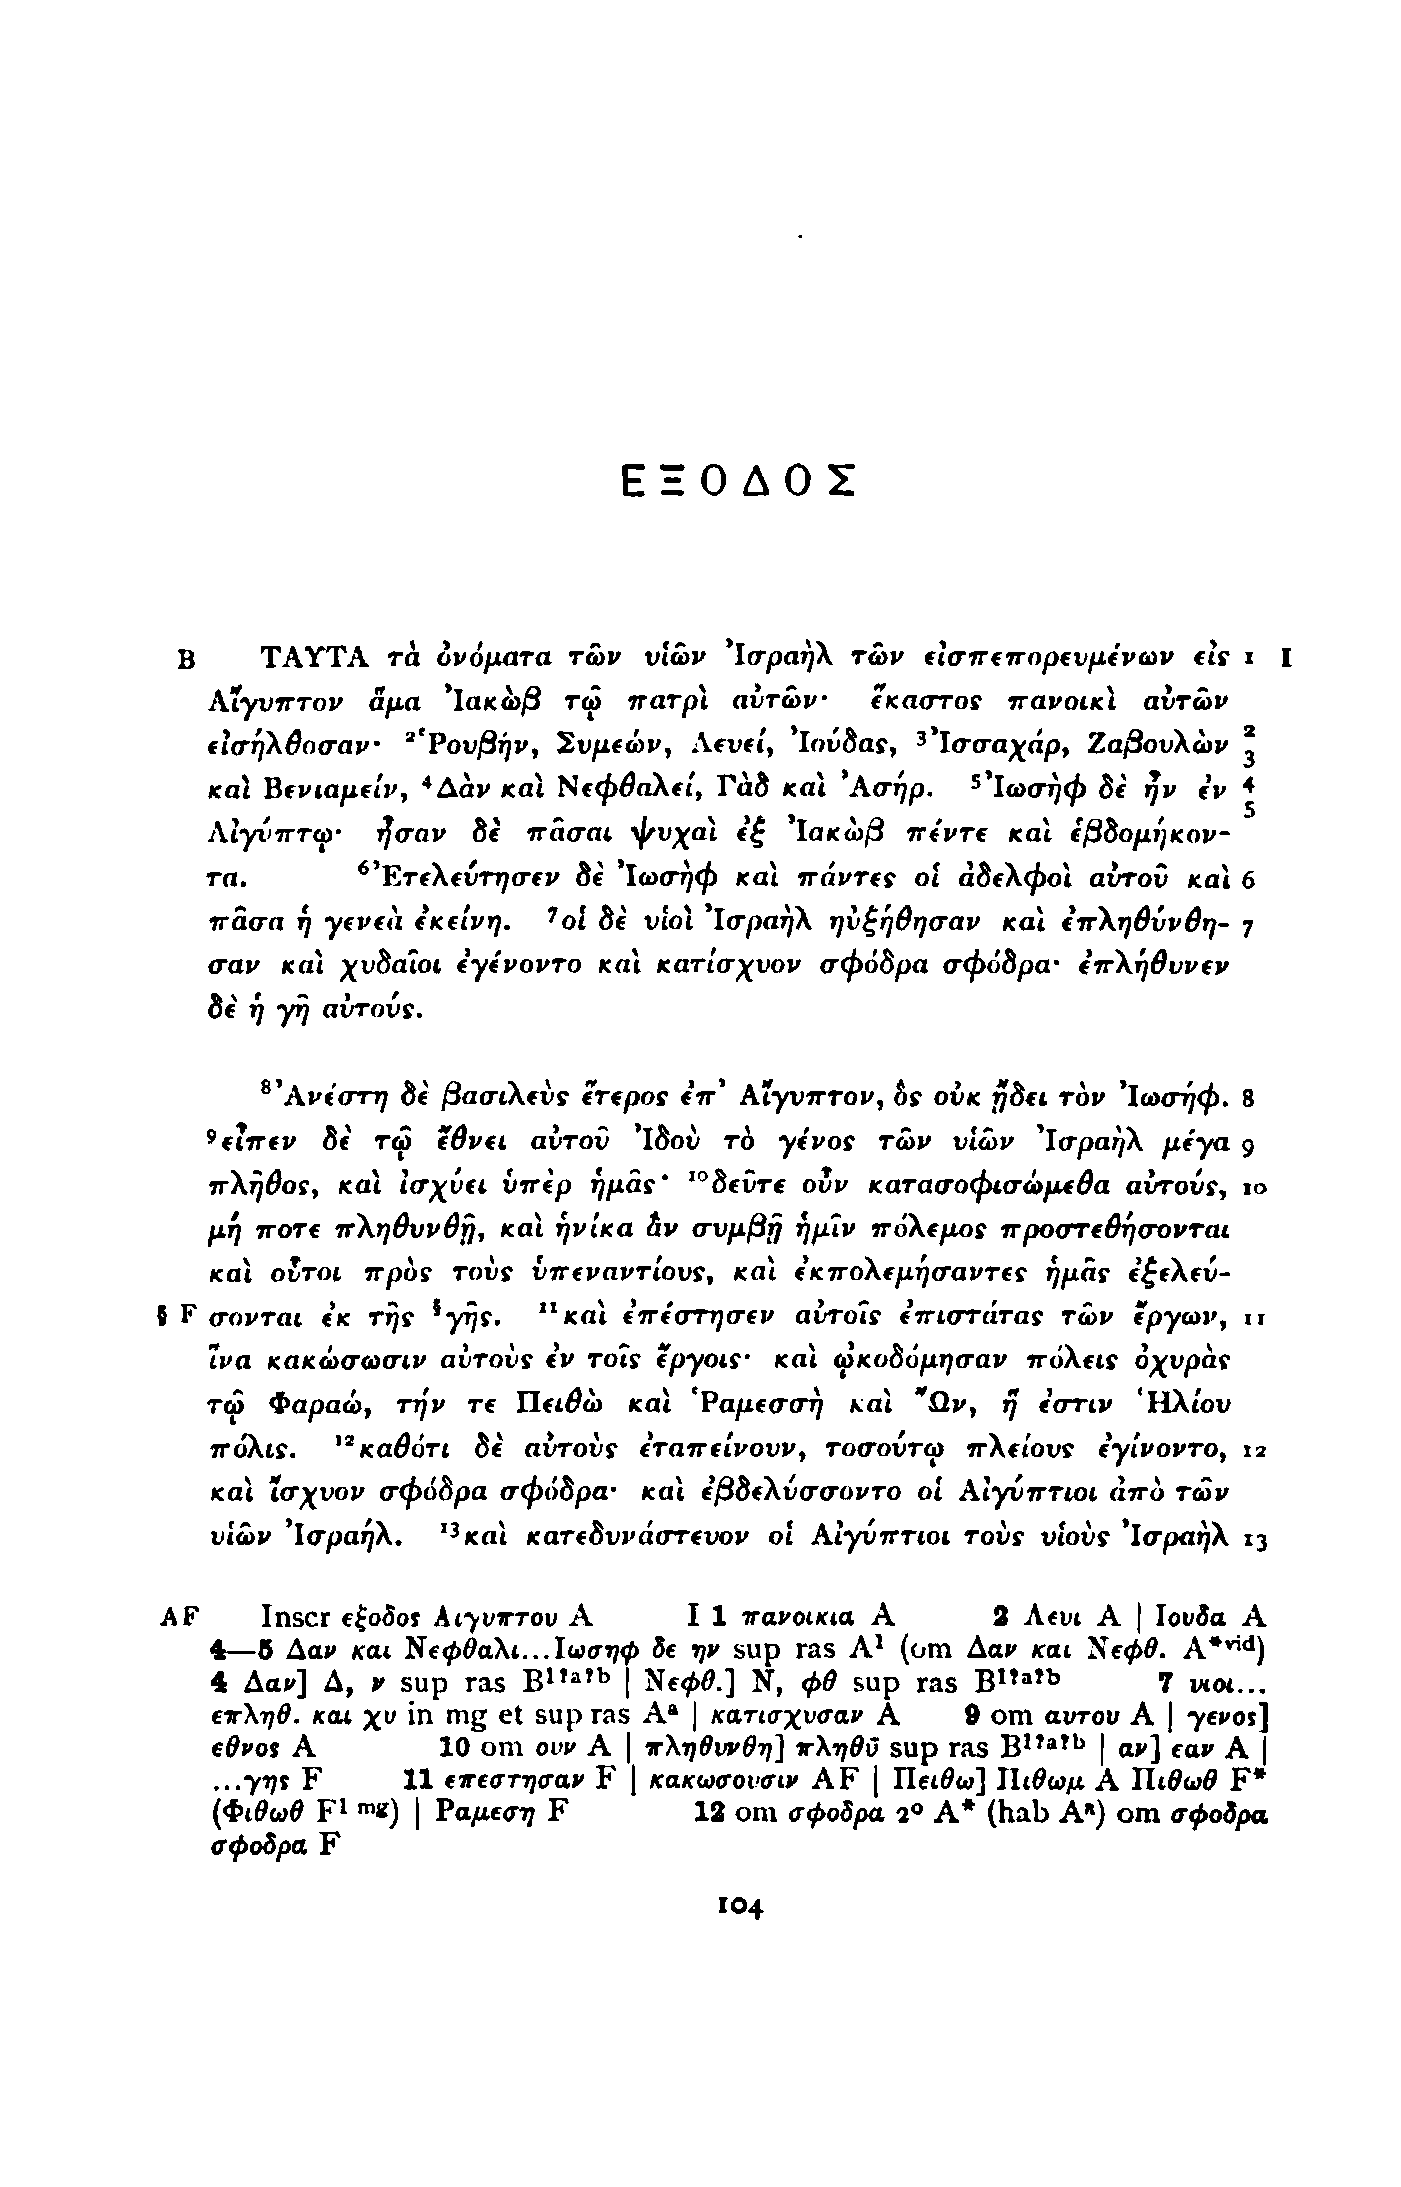 ΕΞΟΔΟΣ
B ΤΑΥΤΑ τὰ ὀνόματα τῶν υἱῶν Ἰσραὴλ τῶν εἰσπεπορευμένων εἰς 1 I
Αἴγυπτον ἅμα Ἰακὼβ τῷ πατρὶ αὐτῶν· ἕκαστος πανοικὶ αὐτῶν
εἰσήλθοσαν· ²Ῥουβήν, Συμεών, Λευεί, Ἰούδας, ³Ἰσσαχάρ, Ζαβουλὼν 2 3
καὶ Βενιαμείν, ⁴Δὰν καὶ Νεφθαλεί, Γὰδ καὶ Ἀσήρ. ⁵Ἰωσὴφ δὲ ἦν ἐν 4 5
Αἰγύπτῳ· ἦσαν δὲ πᾶσαι ψυχαὶ ἐξ Ἰακὼβ πέντε καὶ ἑβδομήκον-
τα. ⁶Ἐτελεύτησεν δὲ Ἰωσὴφ καὶ πάντες οἱ ἀδελφοὶ αὐτοῦ καὶ 6
πᾶσα ἡ γενεὰ ἐκείνη. ⁷οἱ δὲ υἱοὶ Ἰσραὴλ ηὐξήθησαν καὶ ἐπληθύνθη- 7
σαν καὶ χυδαῖοι ἐγένοντο καὶ κατίσχυον σφόδρα σφόδρα· ἐπλήθυνεν
δὲ ἡ γῆ αὐτούς.
⁸Ἀνέστη δὲ βασιλεὺς ἕτερος ἐπ’ Αἴγυπτον, ὃς οὐκ ᾔδει τὸν Ἰωσήφ. 8
⁹εἶπεν δὲ τῷ ἔθνει αὐτοῦ Ἰδοὺ τὸ γένος τῶν υἱῶν Ἰσραὴλ μέγα 9
πλῆθος, καὶ ἰσχύει ὑπὲρ ἡμᾶς· ¹⁰δεῦτε οὖν κατασοφισώμεθα αὐτούς, 10
μή ποτε πληθυνθῇ, καὶ ἡνίκα ἂν συμβῇ ἡμῖν πόλεμος προστεθήσονται
καὶ οὗτοι πρὸς τοὺς ὑπεναντίους, καὶ ἐκπολεμήσαντες ἡμᾶς ἐξελεύ-
§ F σονται ἐκ τῆς §γῆς. ¹¹καὶ ἐπέστησεν αὐτοῖς ἐπιστάτας τῶν ἔργων, 11
ἵνα κακώσωσιν αὐτοὺς ἐν τοῖς ἔργοις· καὶ ᾠκοδόμησαν πόλεις ὀχυρὰς
τῷ Φαραώ, τήν τε Πειθὼ καὶ Ῥαμεσσὴ καὶ Ὤν, ἥ ἐστιν Ἡλίου
πόλις. ¹²καθότι δὲ αὐτοὺς ἐταπείνουν, τοσούτῳ πλείους ἐγίνοντο, 12
καὶ ἴσχυον σφόδρα σφόδρα· καὶ ἐβδελύσσοντο οἱ Αἰγύπτιοι ἀπὸ τῶν
υἱῶν Ἰσραήλ. ¹³καὶ κατεδυνάστευον οἱ Αἰγύπτιοι τοὺς υἱοὺς Ἰσραὴλ 13
AF Inscr εξοδος Αιγυπτου A I 1 πανοικια A 2 Λευι A | Ιουδα A
4—5 Δαν και Νεφθαλι...Ιωσηφ δε ην sup ras A¹ (om Δαν και Νεφθ. A*ᵛⁱᵈ)
4 Δαν] Δ, ν sup ras B¹ˀᵃˀᵇ | Νεφθ.] Ν, φθ sup ras B¹ˀᵃˀᵇ 7 υιοι...
επληθ. και χυ in mg et sup ras Aᵃ | κατισχυσαν A 9 om αυτου A | γενος]
εθνος A 10 om ουν A | πληθυνθη] πληθῡ sup ras B¹ˀᵃˀᵇ | αν] εαν A |
...γης F 11 επεστησαν F | κακωσουσιν AF | Πειθω] Πιθωμ A Πιθωθ F*
(Φιθωθ F¹ ᵐᵍ) | Ραμεση F 12 om σφοδρα 2º A* (hab Aᵃ) om σφοδρα
σφοδρα F
104